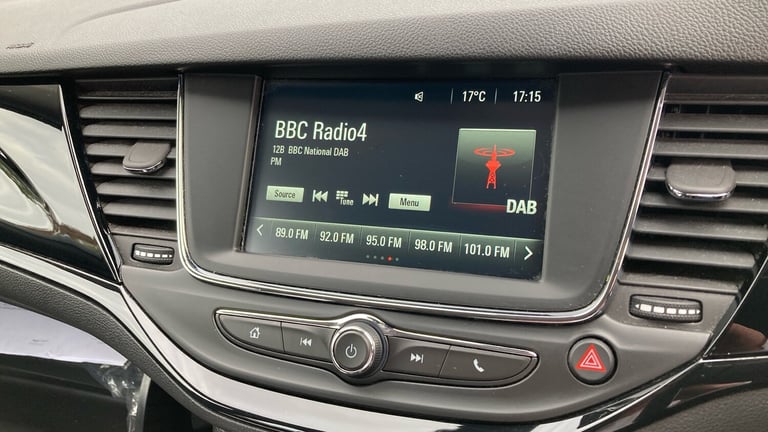 17°C 17:15
BBC Radio4
12B BBC National DAB
PM
DAB
Source Tune Menu
89.0 FM 92.0 FM 95.0 FM 98.0 FM 101.0 FM